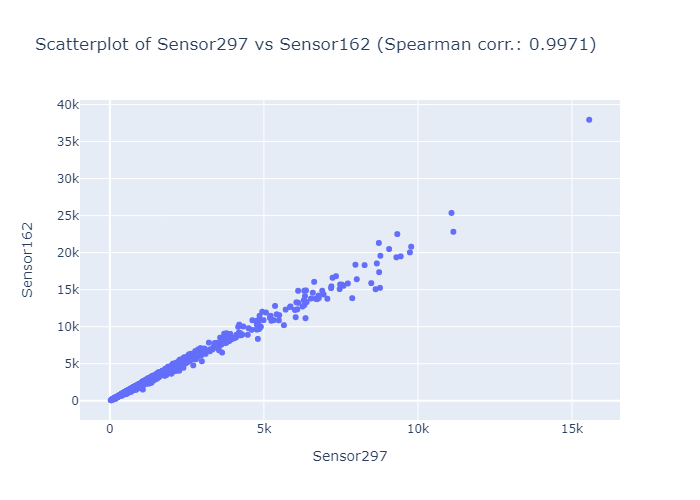 Scatterplot of Sensor297 vs Sensor162 (Spearman corr.: 0.9971)
40k
35k
30k
25k
20k
15k
10k
5k
0
Sensor162
0
5k
10k
15k
Sensor297